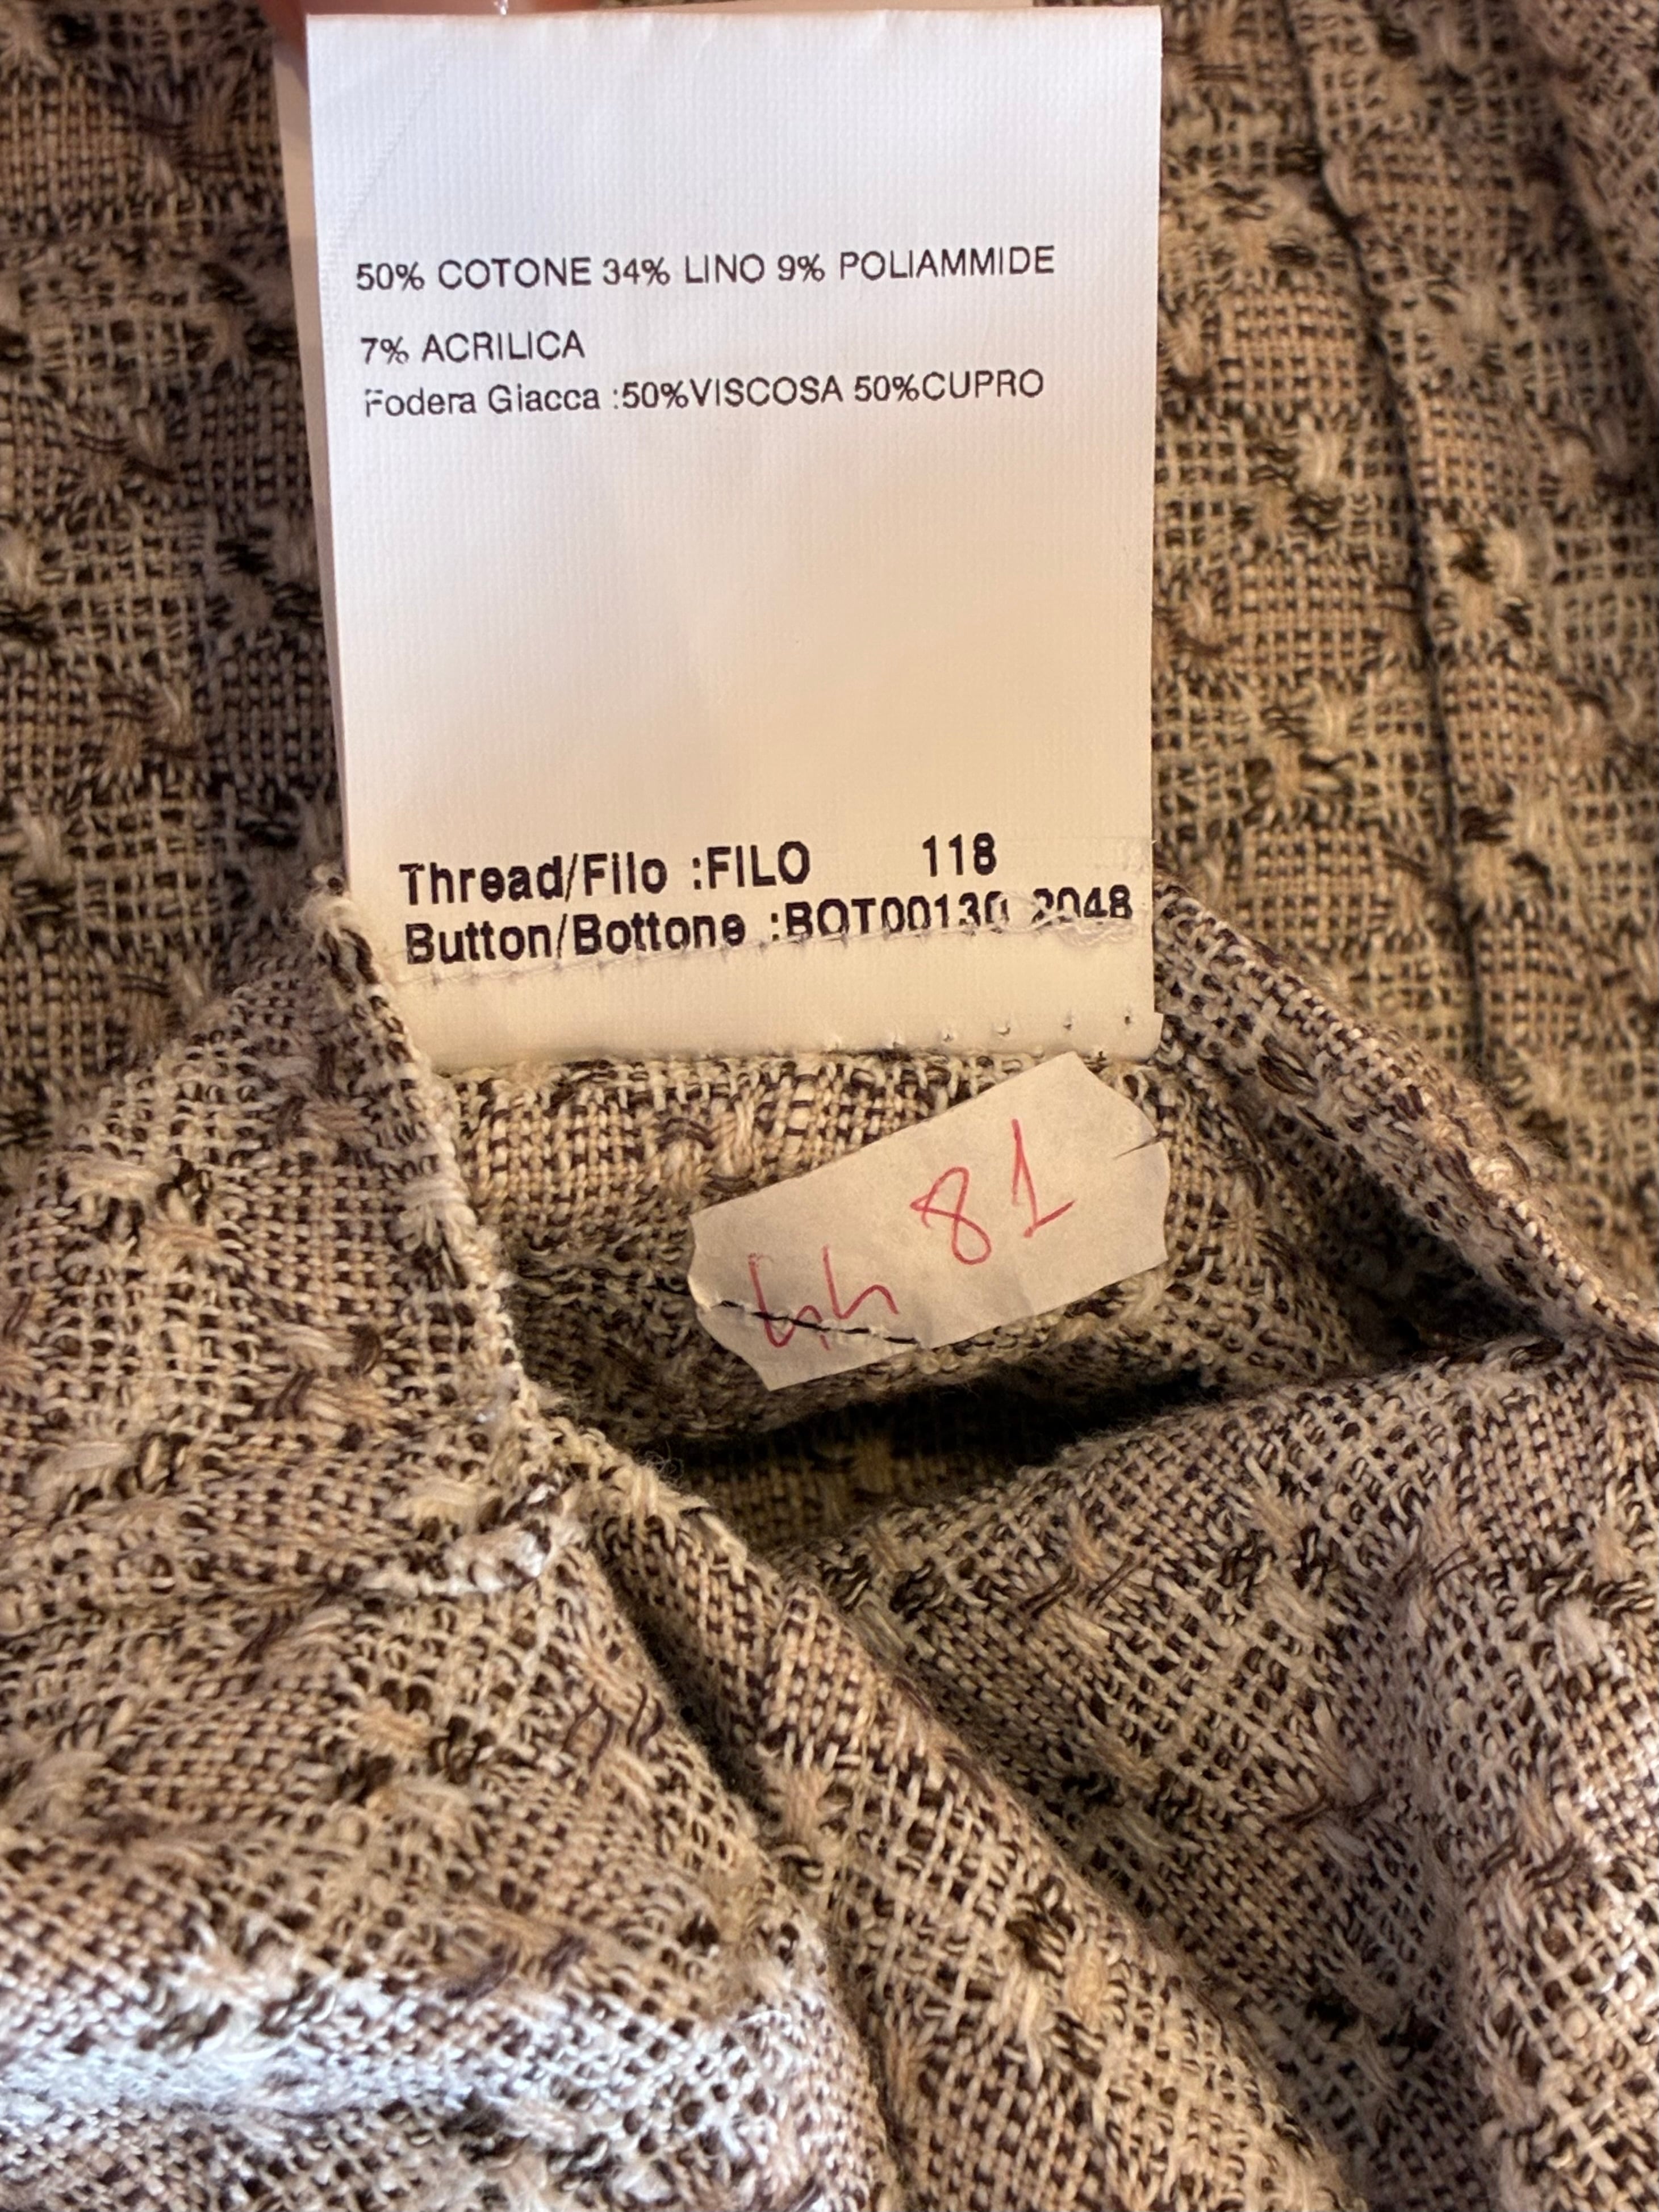 50% COTONE 34% LINO 9% POLIAMMIDE
7% ACRILICA
Fodera Giacca :50%VISCOSA 50%CUPRO
Thread/Filo :FILO 118
Button/Bottone :BOT00130 2048
44 81